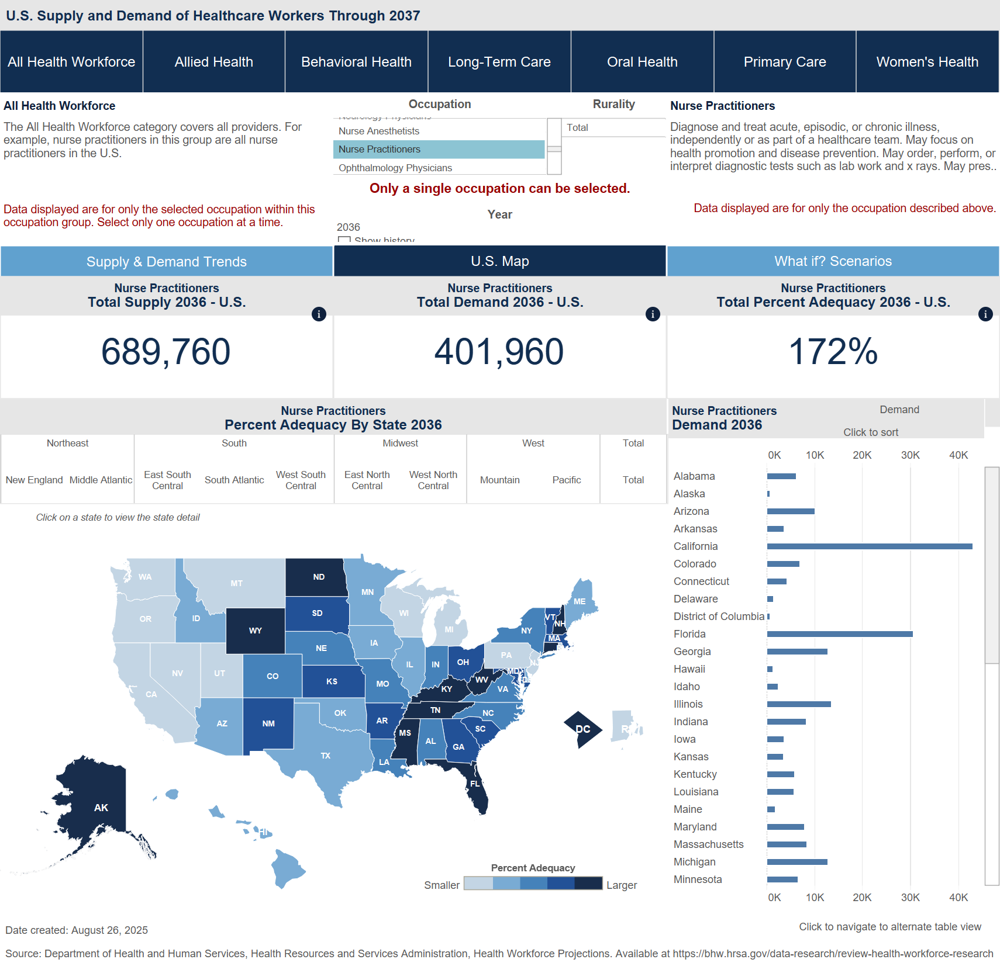 U.S. Supply and Demand of Healthcare Workers Through 2037
All Health Workforce
Allied Health
Behavioral Health
Long-Term Care
Oral Health
Primary Care
Women's Health
All Health Workforce
The All Health Workforce category covers all providers. For
example, nurse practitioners in this group are all nurse
practitioners in the U.S.
Data displayed are for only the selected occupation within this
occupation group. Select only one occupation at a time.
Occupation
Neurology Physicians
Nurse Anesthetists
Nurse Practitioners
Ophthalmology Physicians
Rurality
Total
Only a single occupation can be selected.
Year
2036
Show history
Nurse Practitioners
Diagnose and treat acute, episodic, or chronic illness,
independently or as part of a healthcare team. May focus on
health promotion and disease prevention. May order, perform, or
interpret diagnostic tests such as lab work and x rays. May pres..
Data displayed are for only the occupation described above.
Supply & Demand Trends
U.S. Map
What if? Scenarios
Nurse Practitioners
Total Supply 2036 - U.S.
i
689,760
Nurse Practitioners
Total Demand 2036 - U.S.
i
401,960
Nurse Practitioners
Total Percent Adequacy 2036 - U.S.
i
172%
Nurse Practitioners
Percent Adequacy By State 2036
Northeast
South
Midwest
West
Total
New England
Middle Atlantic
East South
Central
South Atlantic
West South
Central
East North
Central
West North
Central
Mountain
Pacific
Total
Click on a state to view the state detail
WA
MT
ND
MN
ME
OR
ID
SD
WI
VT
NH
WY
MI
NY
MA
NE
IA
PA
NJ
NV
UT
CO
IL
IN
OH
MD
KS
MO
WV
CA
KY
VA
AZ
NM
OK
AR
TN
NC
MS
AL
SC
DC
RI
GA
TX
LA
FL
AK
HI
Percent Adequacy
Smaller
Larger
Nurse Practitioners
Demand 2036
Demand
Click to sort
0K 10K 20K 30K 40K
Alabama
Alaska
Arizona
Arkansas
California
Colorado
Connecticut
Delaware
District of Columbia
Florida
Georgia
Hawaii
Idaho
Illinois
Indiana
Iowa
Kansas
Kentucky
Louisiana
Maine
Maryland
Massachusetts
Michigan
Minnesota
0K 10K 20K 30K 40K
Date created: August 26, 2025
Click to navigate to alternate table view
Source: Department of Health and Human Services, Health Resources and Services Administration, Health Workforce Projections. Available at https://bhw.hrsa.gov/data-research/review-health-workforce-research